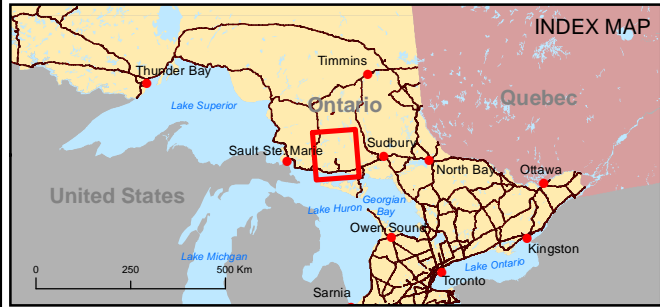 INDEX MAP
Timmins
Thunder Bay
Ontario
Quebec
Lake Superior
Sudbury
Sault Ste. Marie
North Bay
Ottawa
United States
Georgian
Bay
Lake Huron
Owen Sound
Kingston
Lake Michgan
Lake Ontario
0 250 500 Km
Toronto
Sarnia